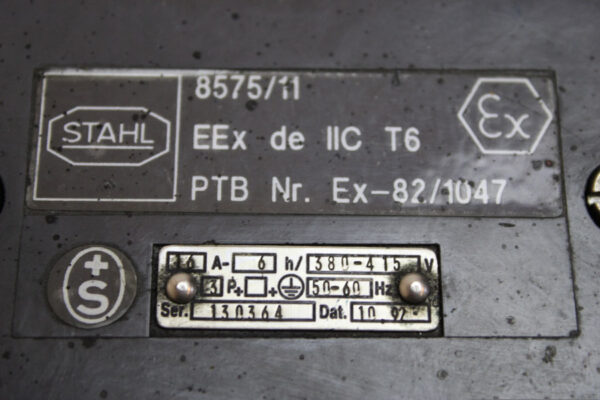 8575/11
STAHL
EEx de IIC T6
Ex
PTB Nr. Ex-82/1047
+S
16 A- 6 h/ 380-415 V
3 P+ + 50-60 Hz
Ser. 130364 Dat. 10.92